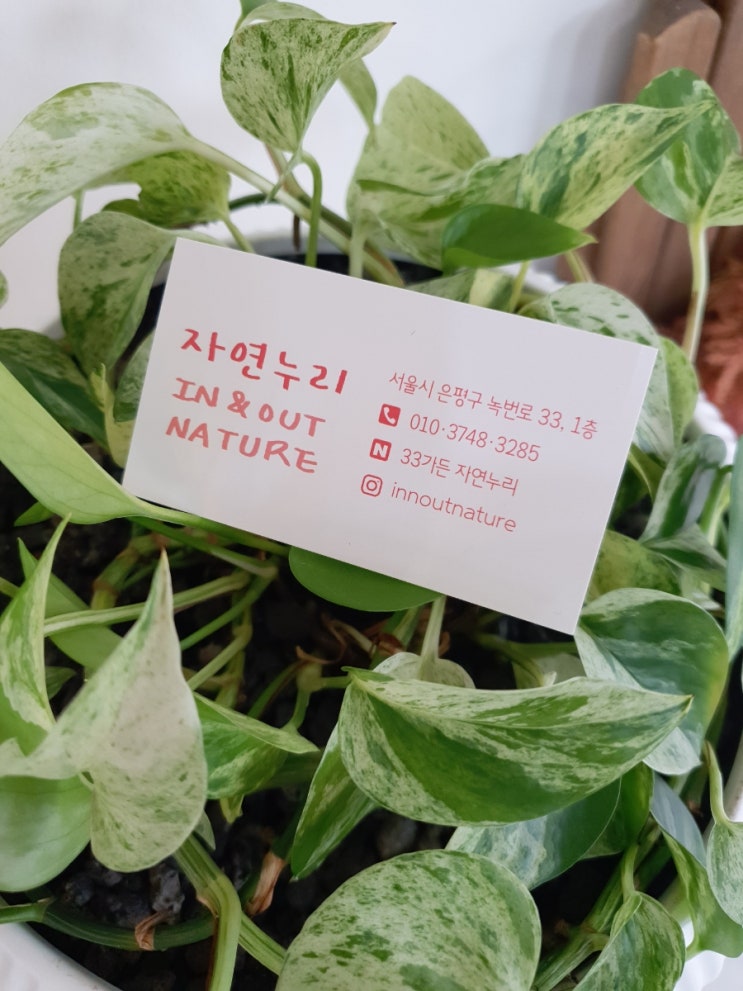 자연누리
IN & OUT
NATURE
서울시 은평구 녹번로 33, 1층
010·3748·3285
N 33가든 자연누리
innoutnature